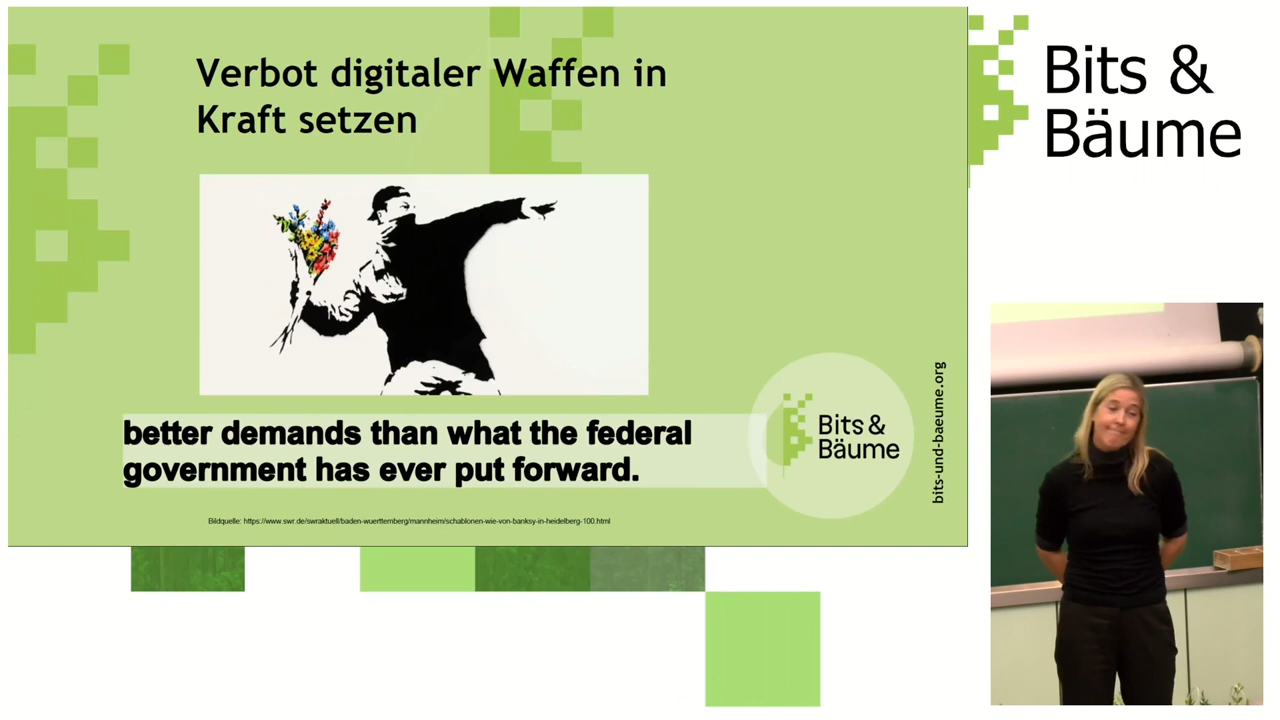 Verbot digitaler Waffen in
Kraft setzen
better demands than what the federal
government has ever put forward.
Bits &
Bäume
bits-und-baeume.org
Bildquelle: https://www.swr.de/swraktuell/baden-wuerttemberg/mannheim/schablonen-wie-von-banksy-in-heidelberg-100.html
Bits &
Bäume